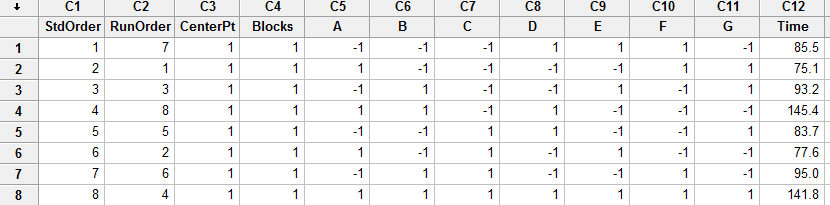 ↓ C1 C2 C3 C4 C5 C6 C7 C8 C9 C10 C11 C12
StdOrder RunOrder CenterPt Blocks A B C D E F G Time
1 1 7 1 1 -1 -1 -1 1 1 1 -1 85.5
2 2 1 1 1 1 -1 -1 -1 -1 1 1 75.1
3 3 3 1 1 -1 1 -1 -1 1 -1 1 93.2
4 4 8 1 1 1 1 -1 1 -1 -1 -1 145.4
5 5 5 1 1 -1 -1 1 1 -1 -1 1 83.7
6 6 2 1 1 1 -1 1 -1 1 -1 -1 77.6
7 7 6 1 1 -1 1 1 -1 -1 1 -1 95.0
8 8 4 1 1 1 1 1 1 1 1 1 141.8